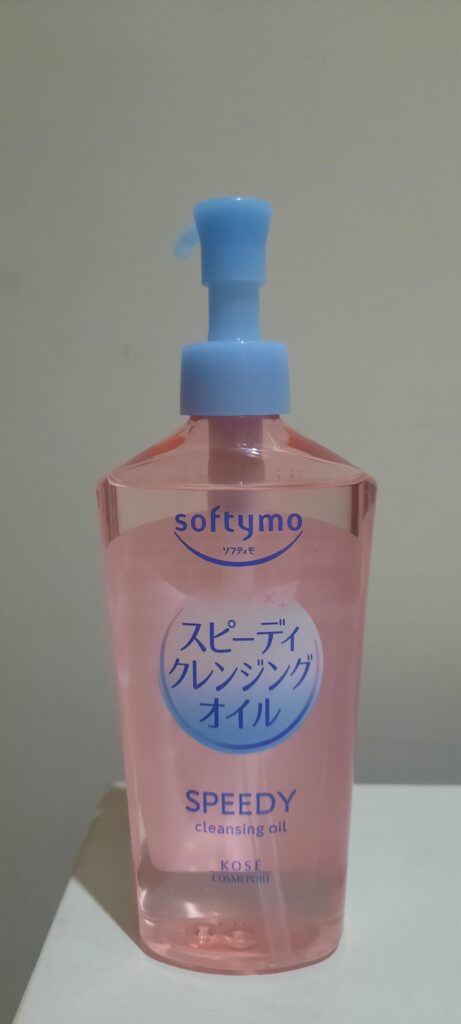 softymo
ソフティモ
スピーディ
クレンジング
オイル
SPEEDY
cleansing oil
KOSÉ
COSMEPORT